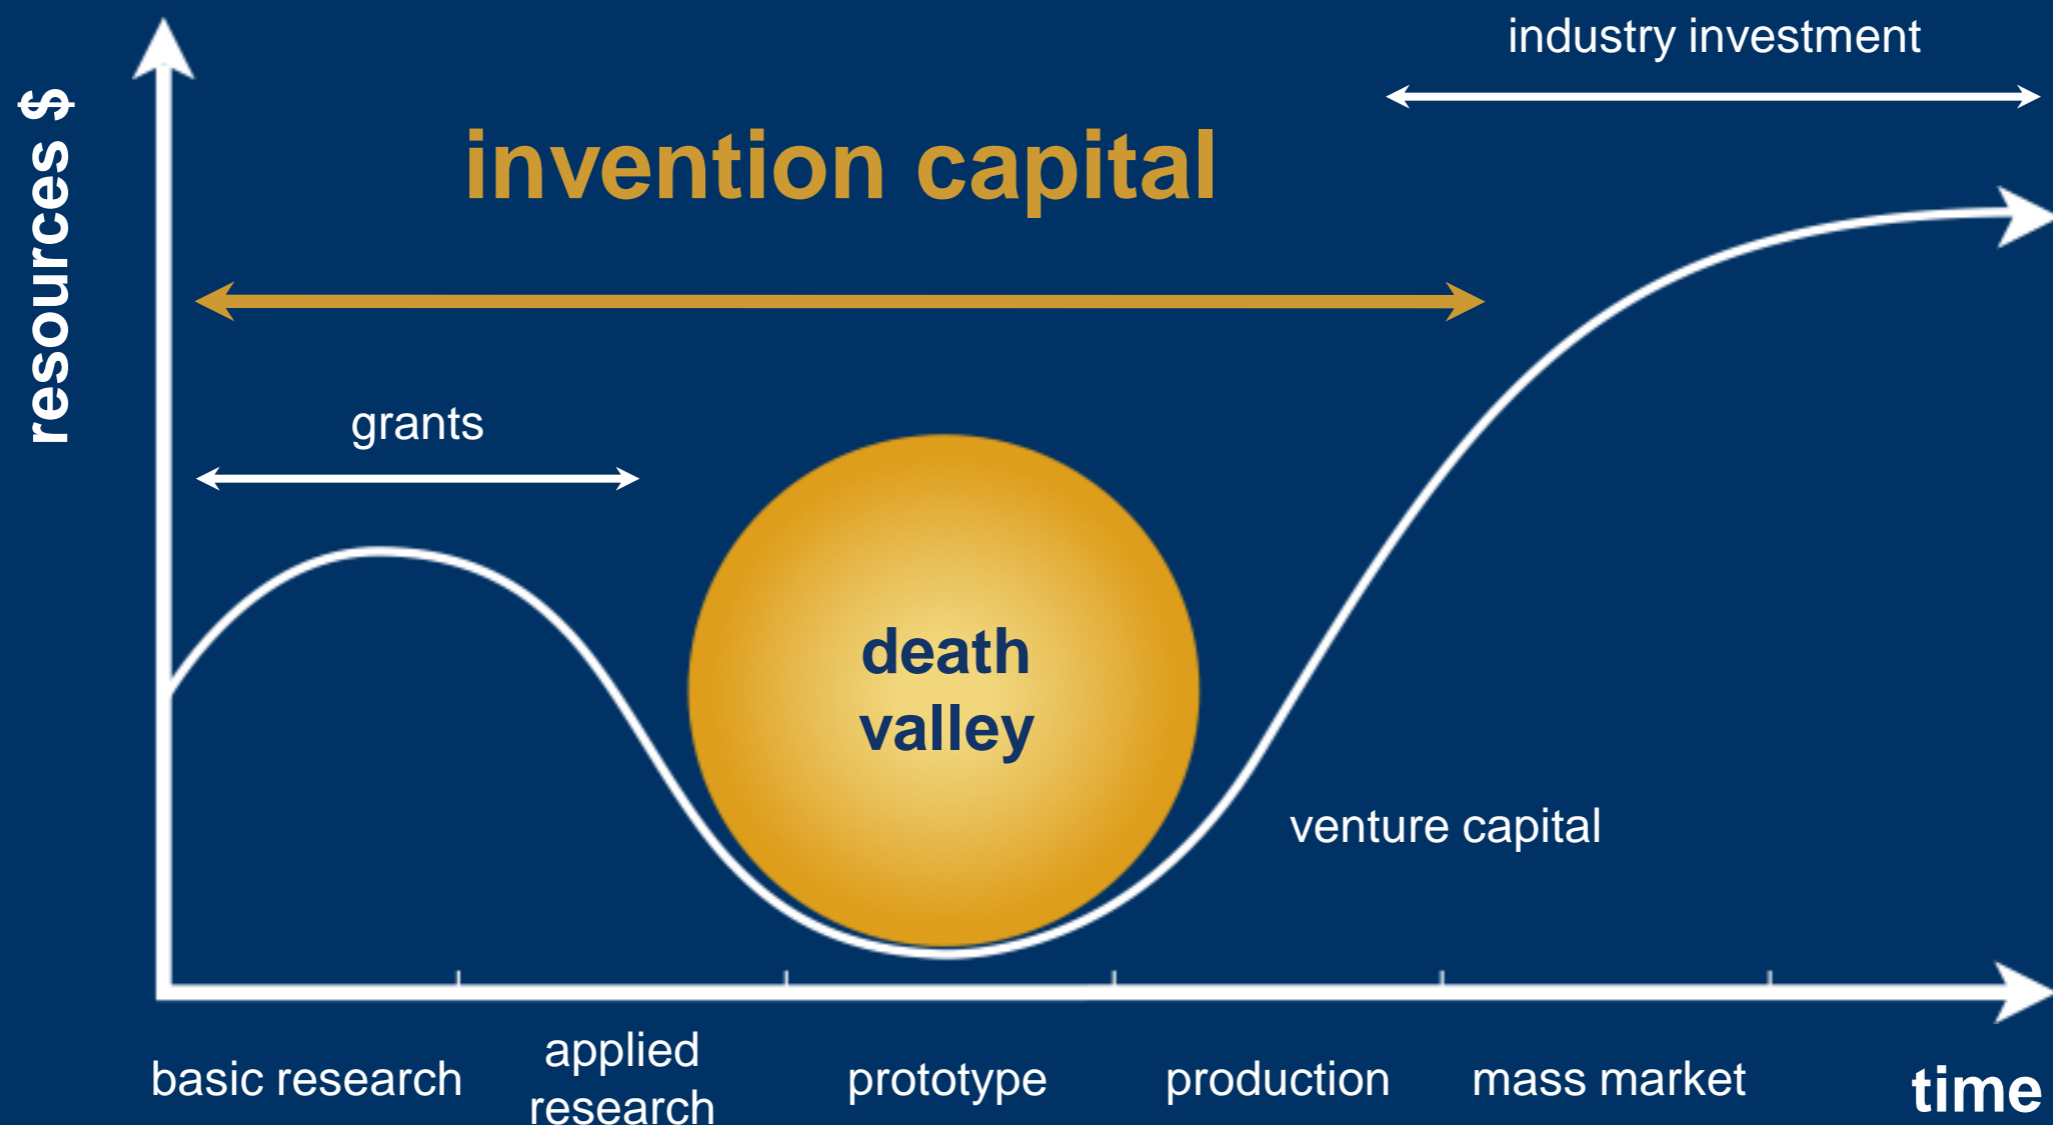 industry investment
resources $
invention capital
grants
death
valley
venture capital
basic research
applied
research
prototype
production
mass market
time